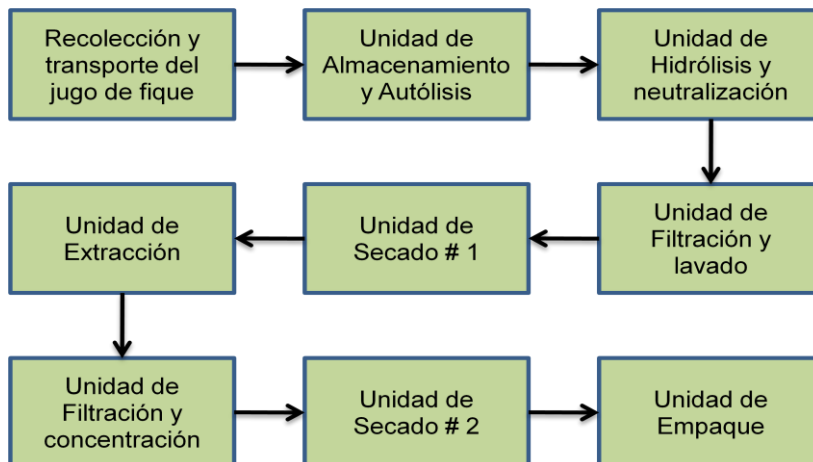 Recolección y
transporte del
jugo de fique
Unidad de
Almacenamiento
y Autólisis
Unidad de
Hidrólisis y
neutralización
Unidad de
Filtración y
lavado
Unidad de
Secado # 1
Unidad de
Extracción
Unidad de
Filtración y
concentración
Unidad de
Secado # 2
Unidad de
Empaque